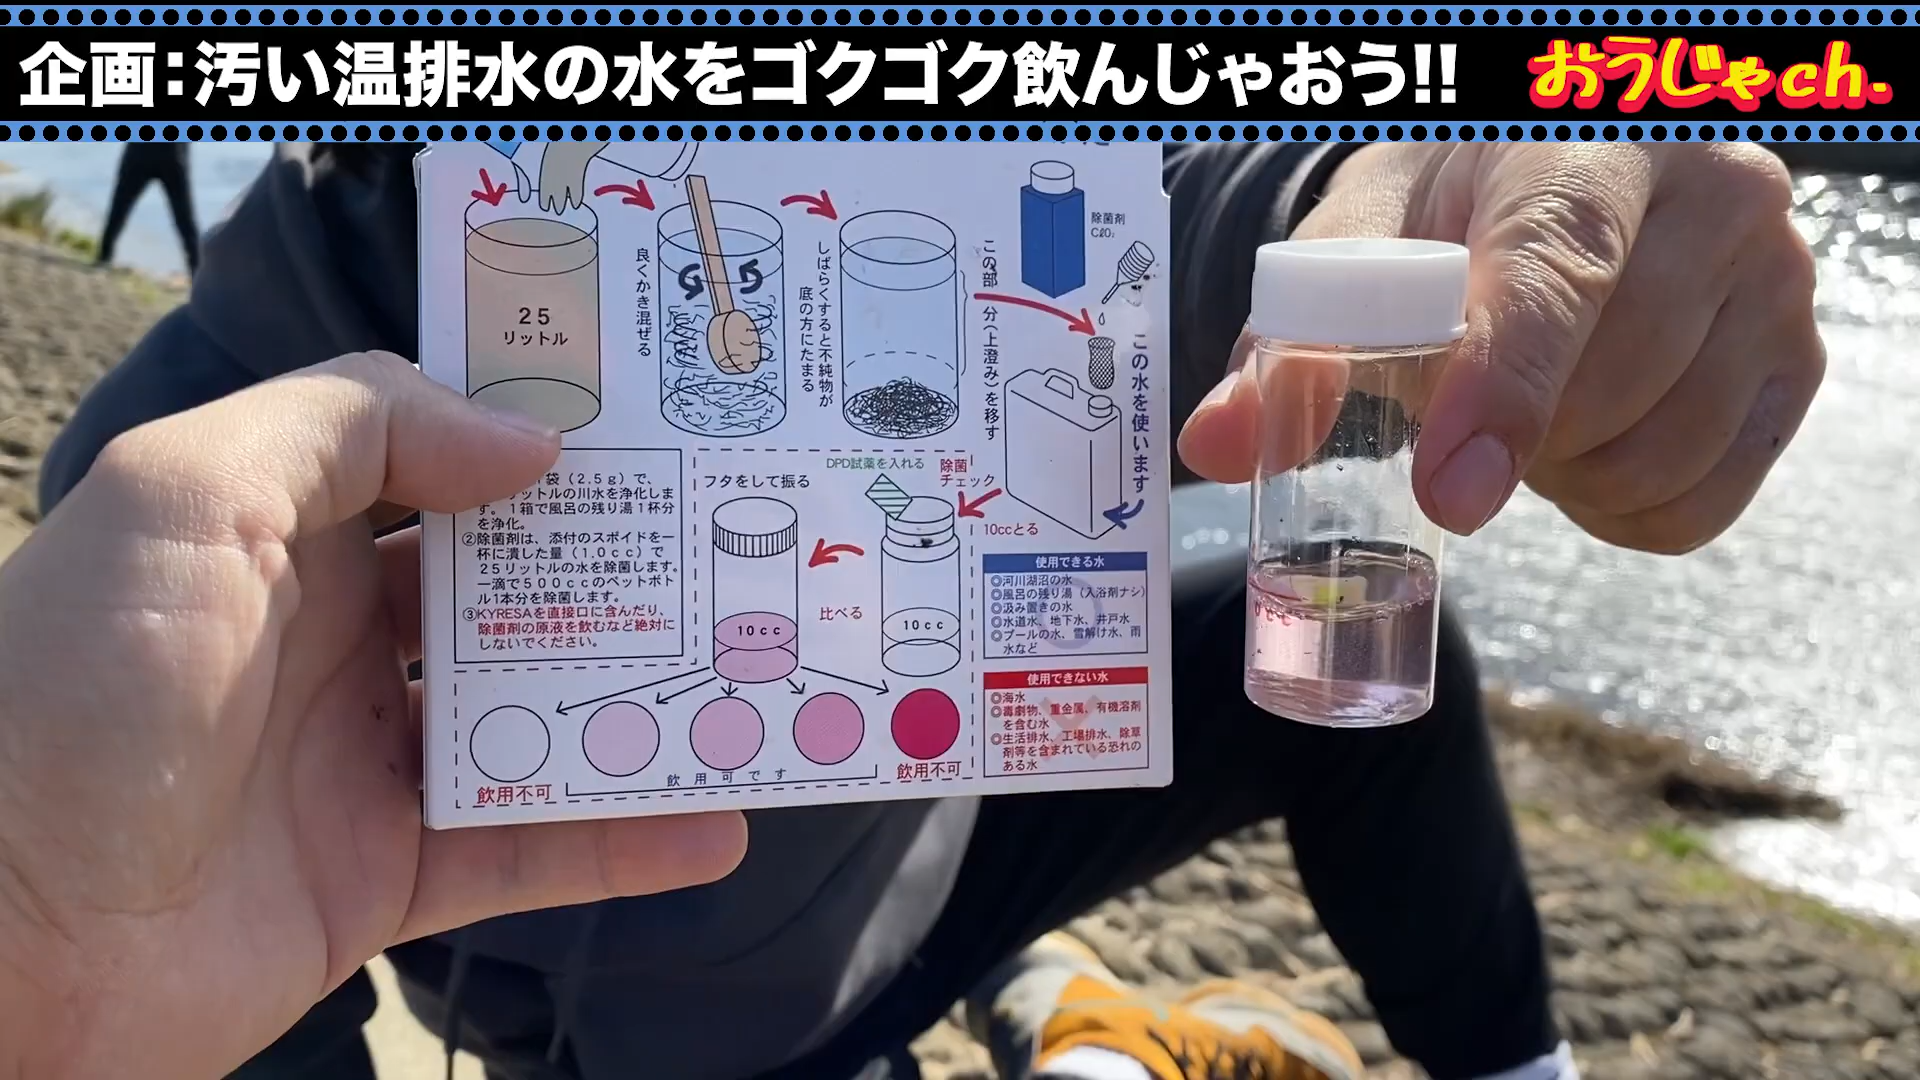 企画：汚い温排水の水をゴクゴク飲んじゃおう!!
おうじゃch.
25
リットル
良くかき混ぜる
しばらくすると不純物が
底の方にたまる
この部分（上澄み）を移す
除菌剤
ClO₂
この水を使います
袋（2.5g）で、
リットルの川水を浄化しま
す。1箱で風呂の残り湯1杯分
を浄化。
②除菌剤は、添付のスポイドを一
杯に潰した量（1.0cc）で
25リットルの水を除菌します。
一滴で500ccのペットボト
ル1本分を除菌します。
③KYRESAを直接口に含んだり、
除菌剤の原液を飲むなど絶対に
しないでください。
フタをして振る
DPD試薬を入れる
除菌
チェック
10ccとる
10cc
比べる
10cc
飲用不可
飲用可です
飲用不可
使用できる水
◎河川湖沼の水
◎風呂の残り湯（入浴剤ナシ）
◎汲み置きの水
◎水道水、地下水、井戸水
◎プールの水、雪解け水、雨
水など
使用できない水
◎海水
◎毒劇物、重金属、有機溶剤
を含む水
◎生活排水、工場排水、除草
剤等を含まれている恐れの
ある水